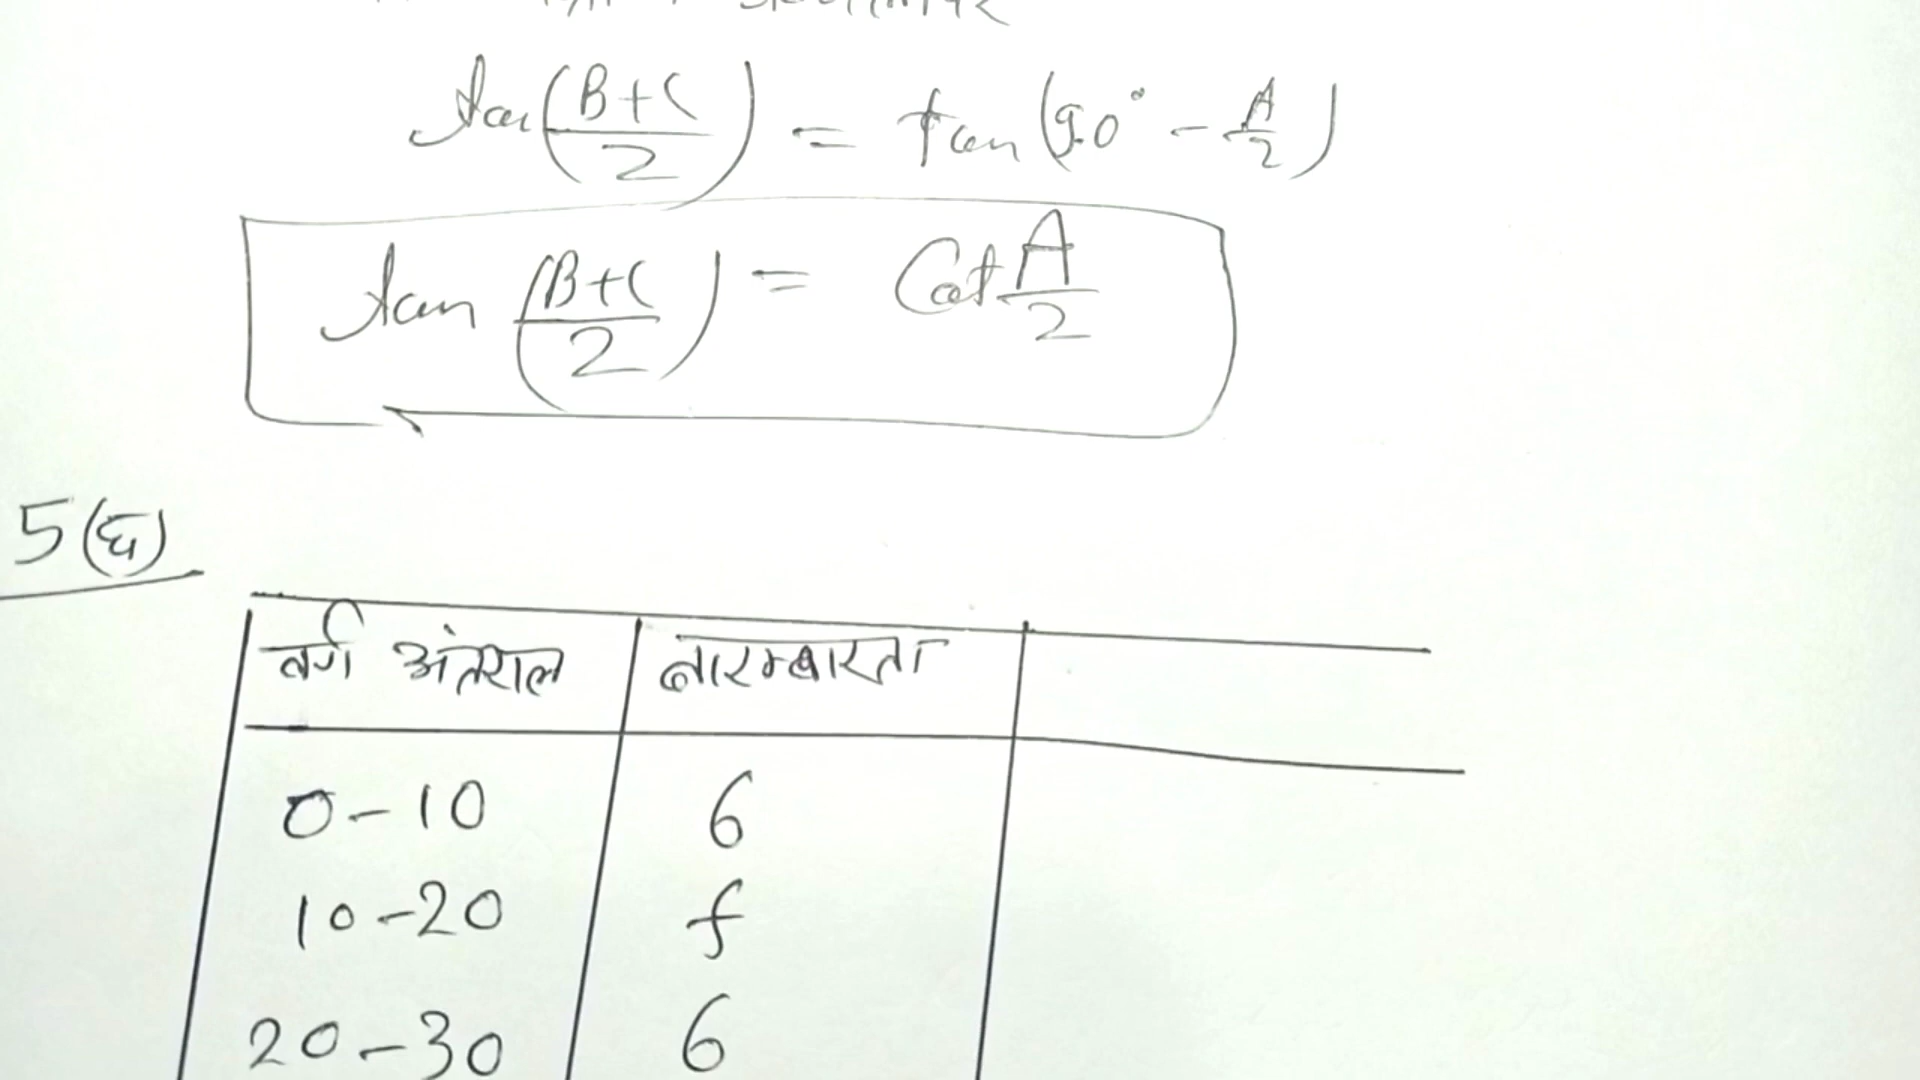 tan(B+C/2) = tan(90° - A/2)
tan(B+C/2) = Cot A/2
5(घ)
वर्ग अंतराल बारम्बारता
0-10 6
10-20 f
20-30 6